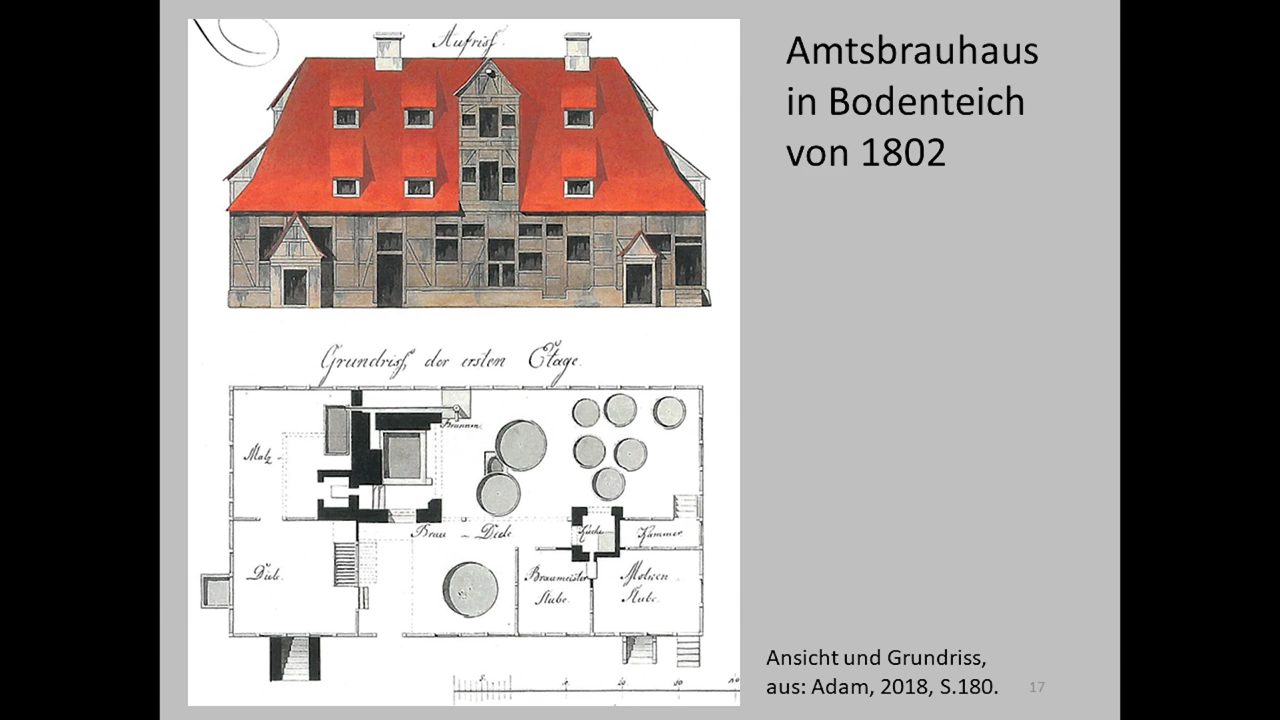 Amtsbrauhaus
in Bodenteich
von 1802
Aufriss.
Grundriss, der ersten Etage.
Brunnen.
Malz
Brau - Diele
Küche
Kammer
Diele.
Braumeister
Stube.
Stube.
Ansicht und Grundriss,
aus: Adam, 2018, S.180.
17